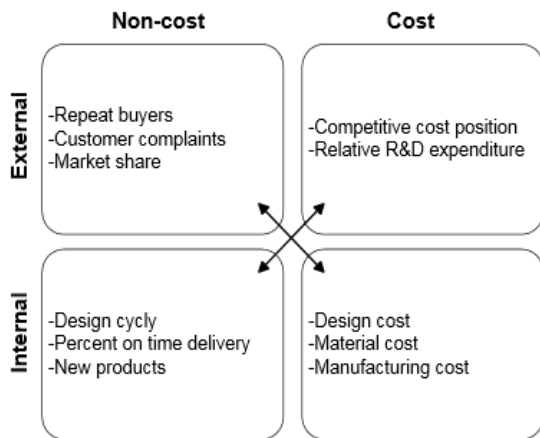 Non-cost
Cost
External
-Repeat buyers
-Customer complaints
-Market share
-Competitive cost position
-Relative R&D expenditure
Internal
-Design cycly
-Percent on time delivery
-New products
-Design cost
-Material cost
-Manufacturing cost